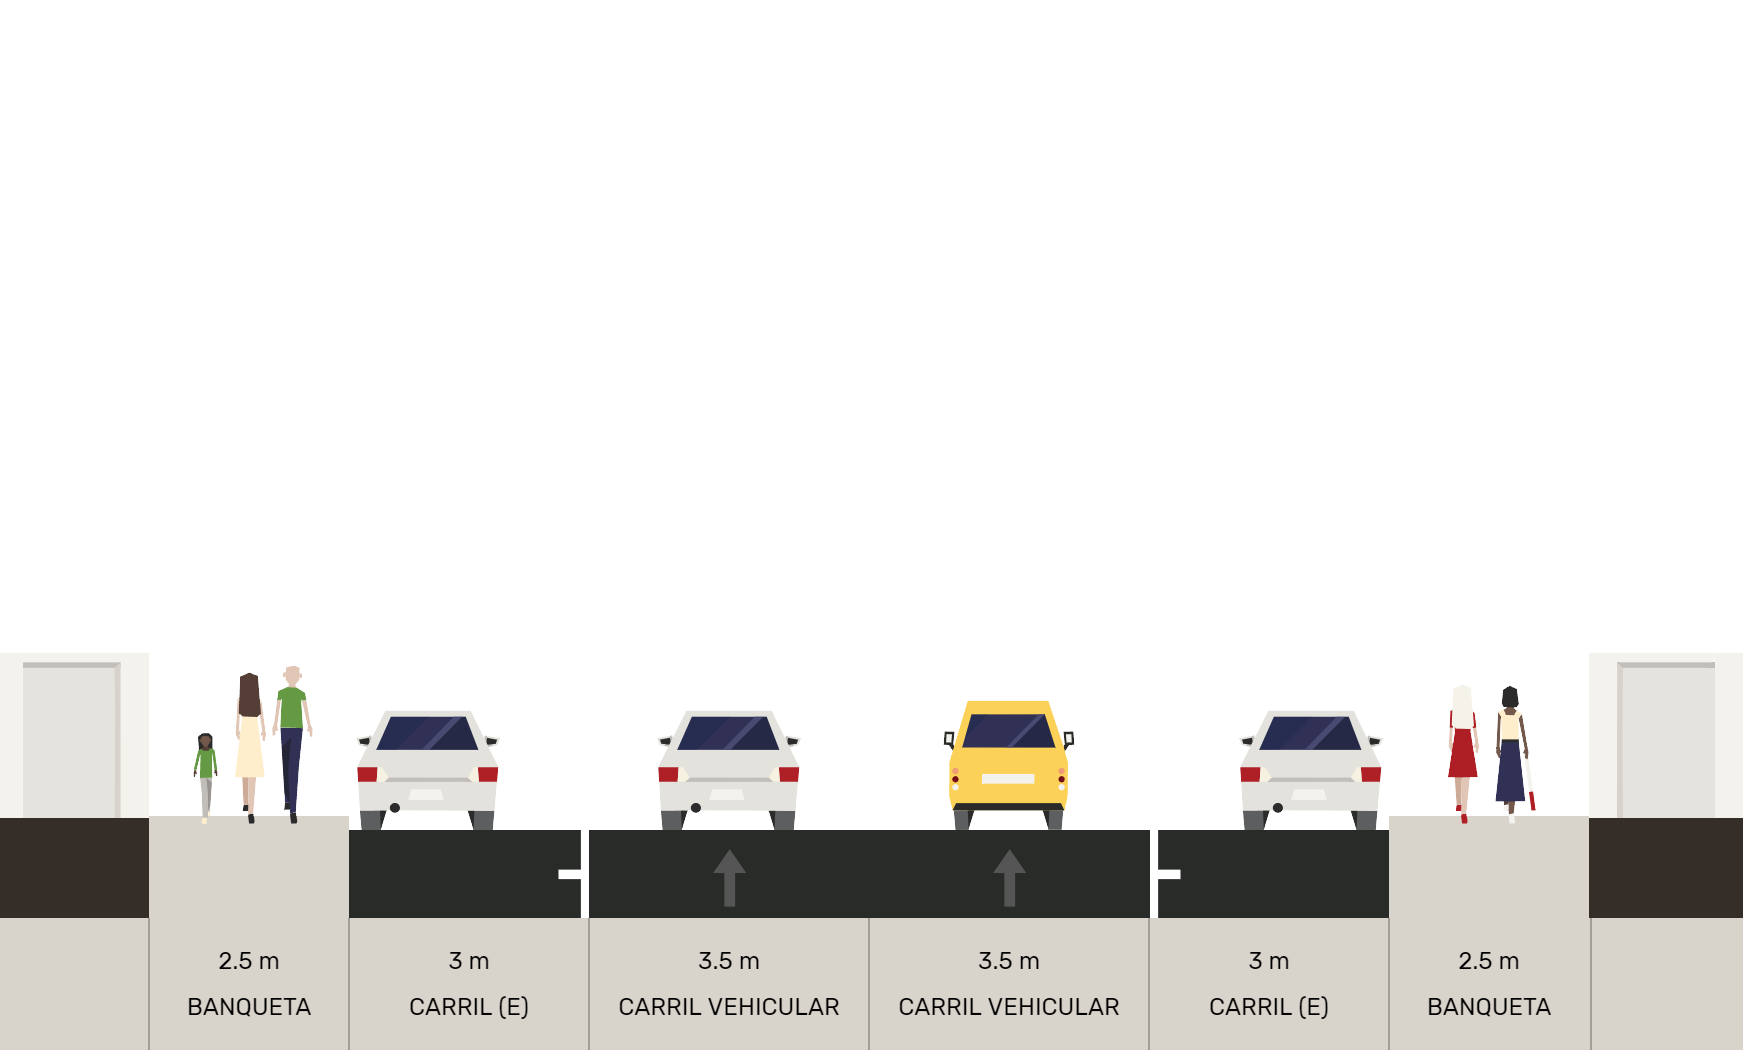 2.5 m
BANQUETA
3 m
CARRIL (E)
3.5 m
CARRIL VEHICULAR
3.5 m
CARRIL VEHICULAR
3 m
CARRIL (E)
2.5 m
BANQUETA